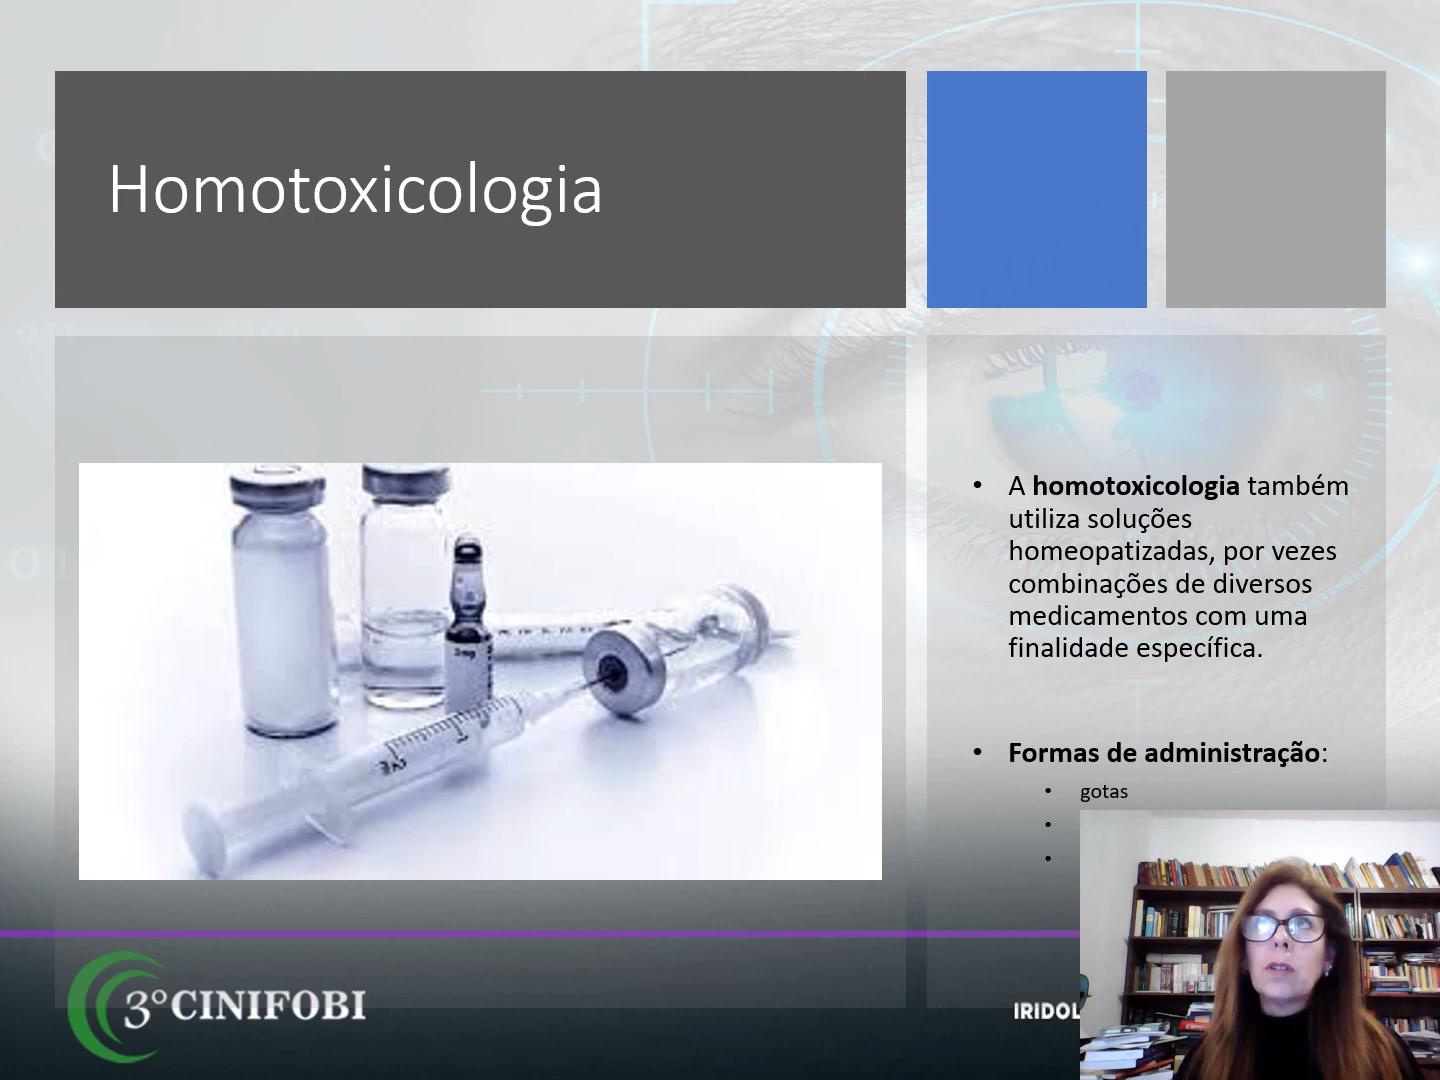 Homotoxicologia
• A homotoxicologia também
utiliza soluções
homeopatizadas, por vezes
combinações de diversos
medicamentos com uma
finalidade específica.
• Formas de administração:
• gotas
•
•
3mg
3°CINIFOBI
IRIDOL